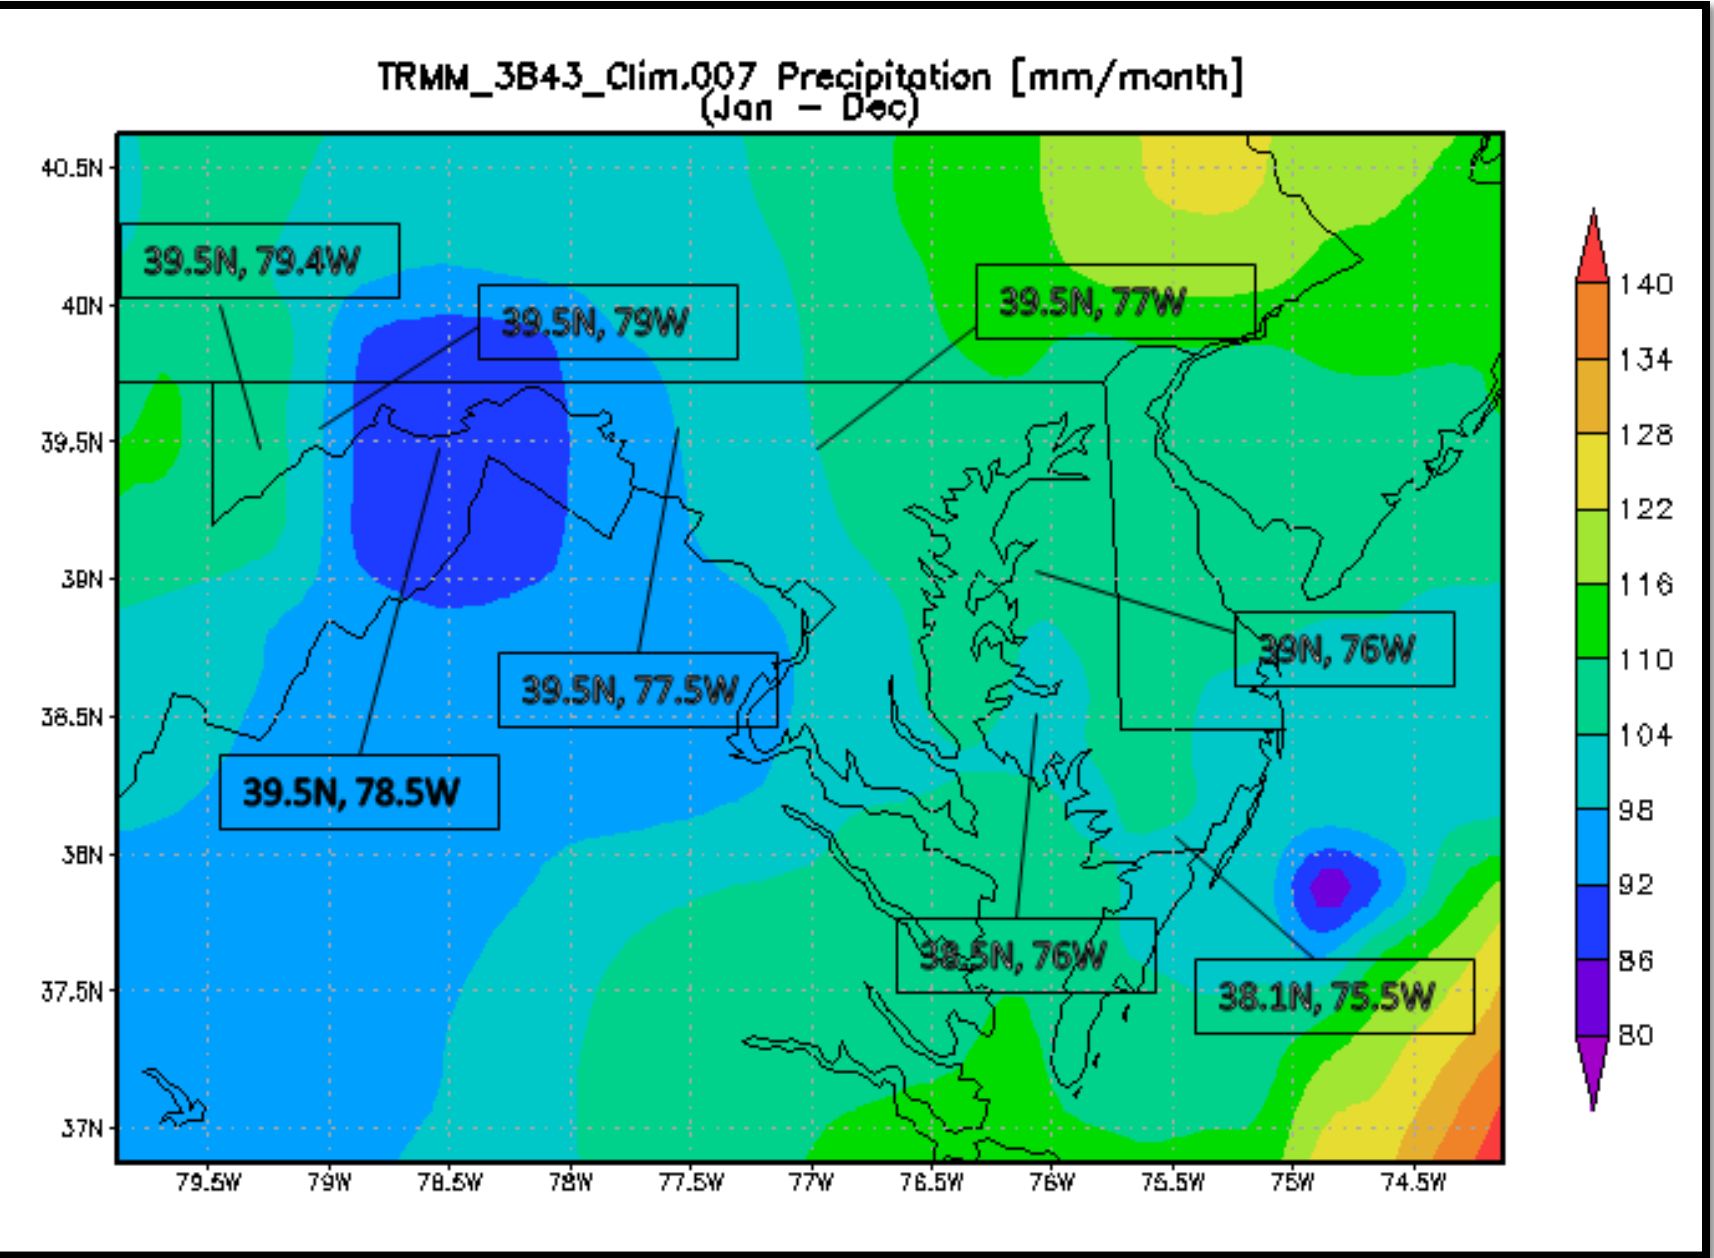 TRMM_3B43_Clim.007 Precipitation [mm/month]
(Jan - Dec)
40.5N
40N
39.5N
39N
38.5N
38N
37.5N
37N
39.5N, 79.4W
39.5N, 79W
39.5N, 77W
39N, 76W
39.5N, 77.5W
39.5N, 78.5W
38.5N, 76W
38.1N, 75.5W
79.5W
79W
78.5W
78W
77.5W
77W
76.5W
76W
75.5W
75W
74.5W
140
134
128
122
116
110
104
98
92
86
80